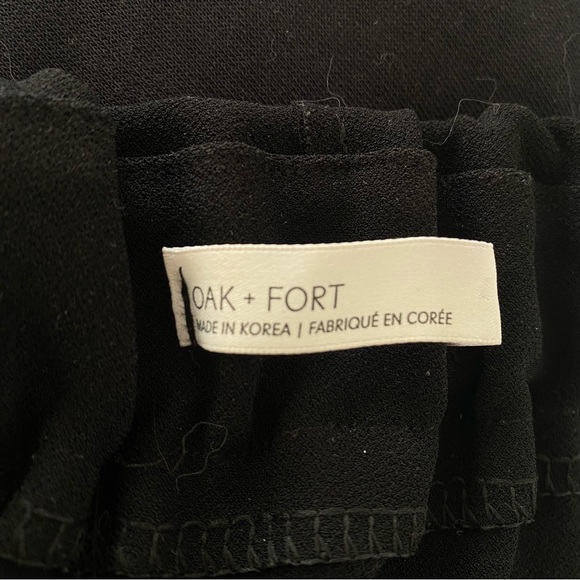 OAK + FORT
MADE IN KOREA | FABRIQUÉ EN CORÉE